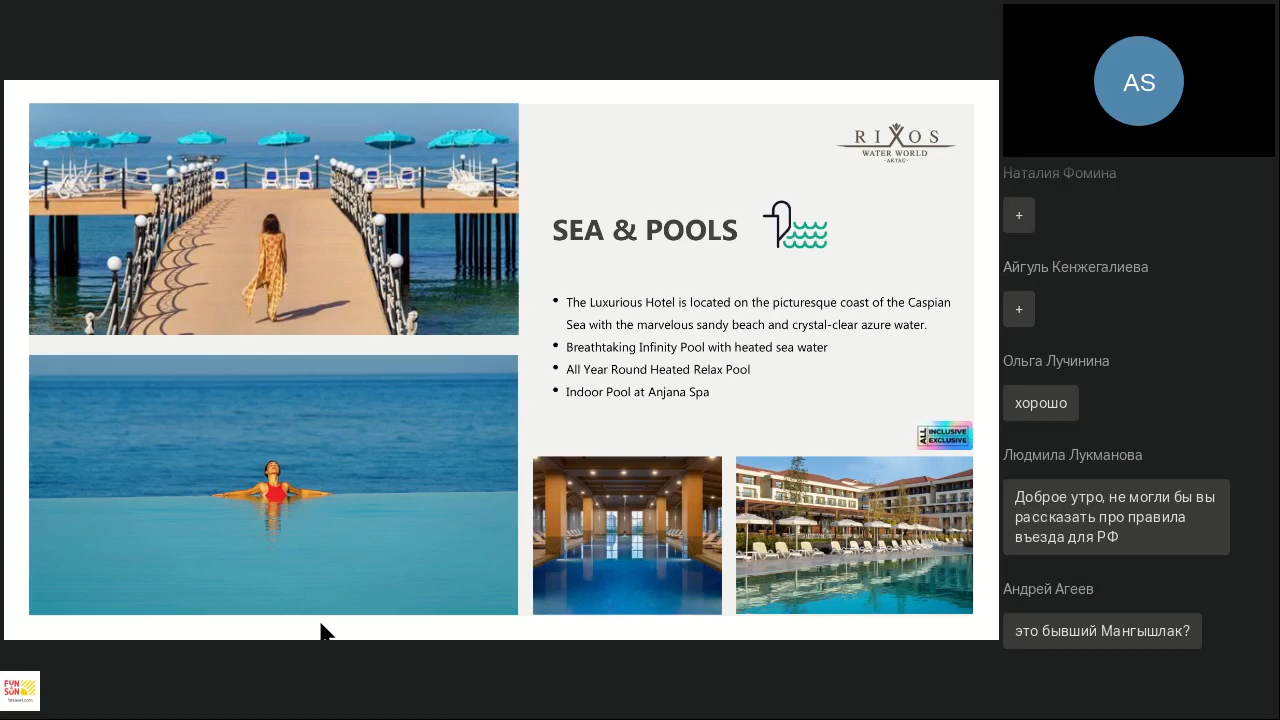 RIXOS
WATER WORLD
·AKTAU·
SEA & POOLS
• The Luxurious Hotel is located on the picturesque coast of the Caspian
Sea with the marvelous sandy beach and crystal-clear azure water.
• Breathtaking Infinity Pool with heated sea water
• All Year Round Heated Relax Pool
• Indoor Pool at Anjana Spa
ALL INCLUSIVE
EXCLUSIVE
AS
Наталия Фомина
+
Айгуль Кенжегалиева
+
Ольга Лучинина
хорошо
Людмила Лукманова
Доброе утро, не могли бы вы
рассказать про правила
въезда для РФ
Андрей Агеев
это бывший Мангышлак?
FUN
SUN